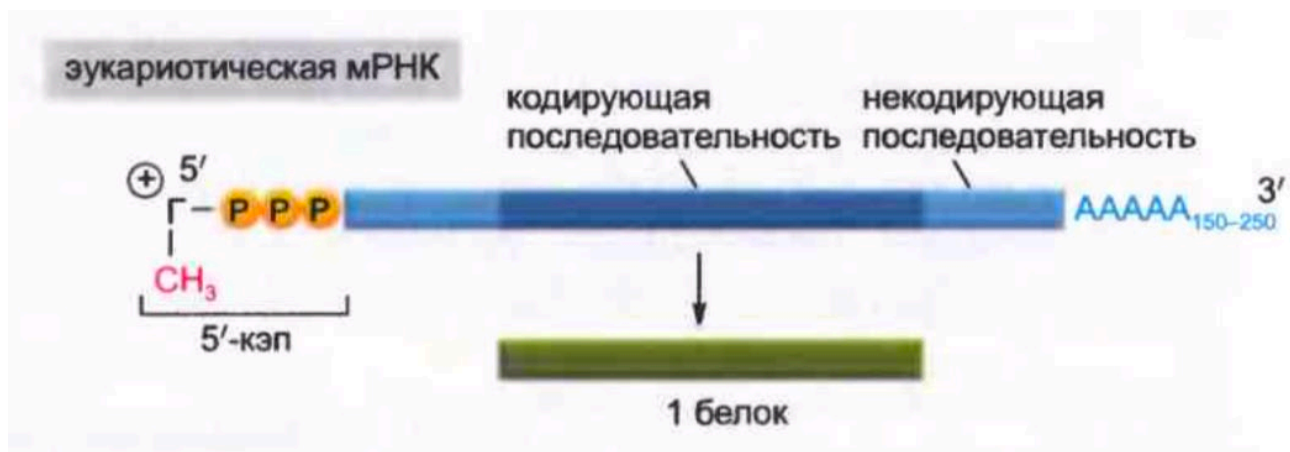 эукариотическая мРНК
кодирующая последовательность
некодирующая последовательность
+
5′
Г – P P P
CH₃
5′-кэп
AAAAA₁₅₀₋₂₅₀
3′
1 белок